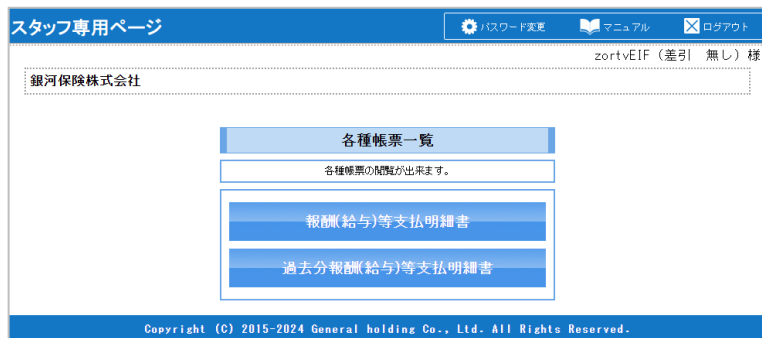 スタッフ専用ページ
パスワード変更 マニュアル ログアウト
zortvEIF (差引 無し) 様
銀河保険株式会社
各種帳票一覧
各種帳票の閲覧が出来ます。
報酬(給与)等支払明細書
過去分報酬(給与)等支払明細書
Copyright (C) 2015-2024 General holding Co., Ltd. All Rights Reserved.